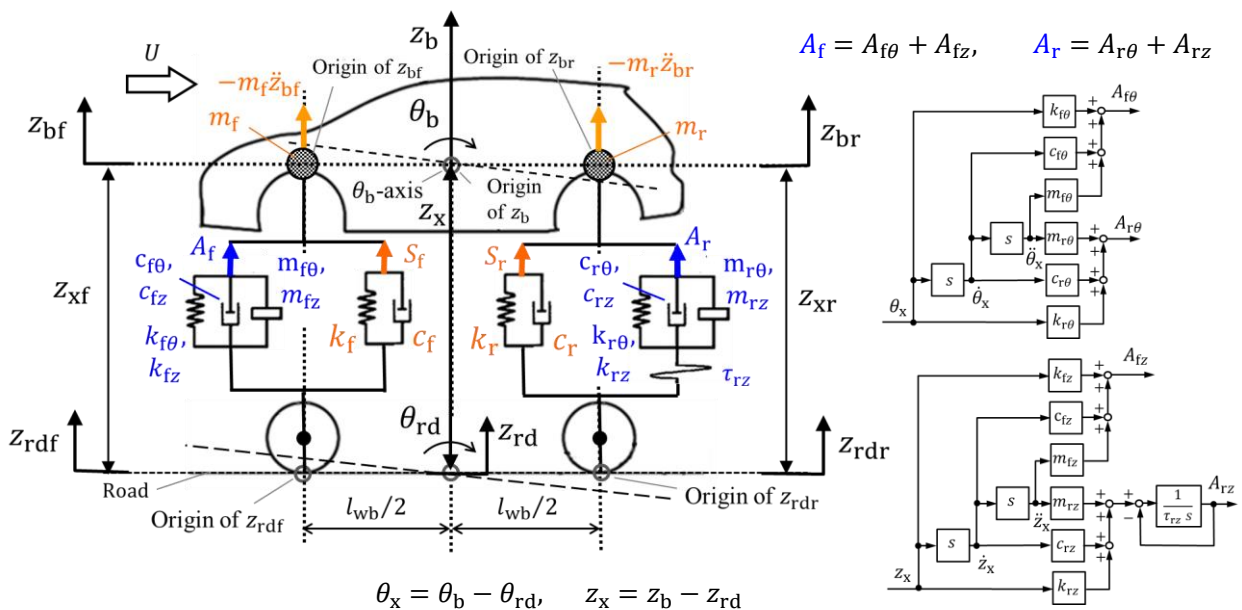 z_b
A_f = A_fθ + A_fz, A_r = A_rθ + A_rz
U
Origin of z_bf
Origin of z_br
−m_f z̈_bf
−m_r z̈_br
θ_b
m_f
m_r
z_bf
z_br
θ_b-axis
Origin of z_b
z_x
A_f
S_f
S_r
A_r
c_fθ, c_fz
m_fθ, m_fz
c_rθ, c_rz
m_rθ, m_rz
z_xf
z_xr
k_fθ, k_fz
k_f
c_f
k_r
c_r
k_rθ, k_rz
τ_rz
θ_rd
z_rd
z_rdf
z_rdr
Road
Origin of z_rdf
Origin of z_rdr
l_wb/2
l_wb/2
θ_x = θ_b − θ_rd, z_x = z_b − z_rd
k_fθ
+
+
A_fθ
c_fθ
+
+
m_fθ
s
θ̈_x
m_rθ
+
+
A_rθ
s
θ̇_x
c_rθ
+
+
θ_x
k_rθ
k_fz
+
+
A_fz
c_fz
+
+
m_fz
s
z̈_x
m_rz
+
+
+
−
1
τ_rz s
A_rz
s
ż_x
c_rz
+
+
z_x
k_rz